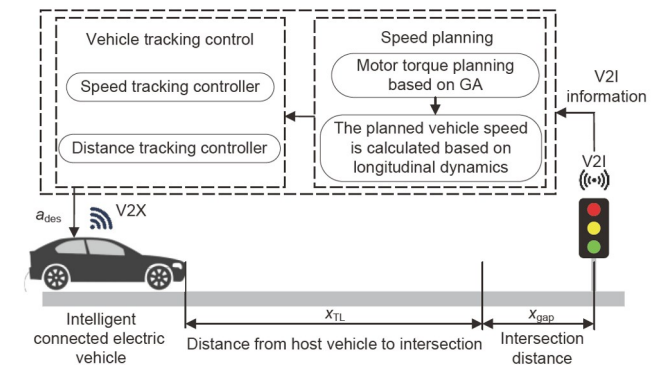 Vehicle tracking control
Speed tracking controller
Distance tracking controller
Speed planning
Motor torque planning
based on GA
The planned vehicle speed
is calculated based on
longitudinal dynamics
V2I
information
V2I
a_des
V2X
x_TL
x_gap
Intelligent
connected electric
vehicle
Distance from host vehicle to intersection
Intersection
distance